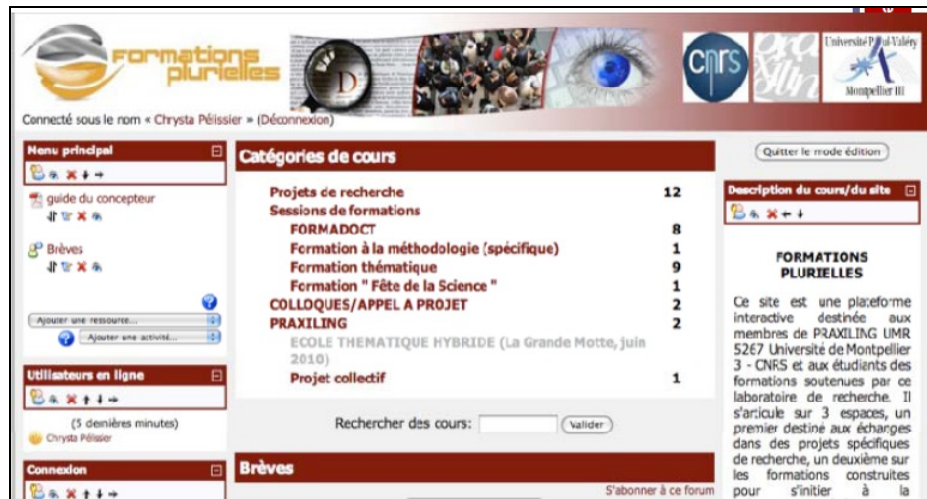 Formations
plurielles
D
cnrs
praxiling
Université Paul-Valéry
Montpellier III
Connecté sous le nom « Chrysta Pélissier » (Déconnexion)
Menu principal
guide du concepteur
Brèves
Ajouter une ressource...
Ajouter une activité...
Utilisateurs en ligne
(5 dernières minutes)
Chrysta Pélissier
Connexion
Catégories de cours
Projets de recherche 12
Sessions de formations
FORMADOCT 8
Formation à la méthodologie (spécifique) 1
Formation thématique 9
Formation " Fête de la Science " 1
COLLOQUES/APPEL A PROJET 2
PRAXILING 2
ECOLE THEMATIQUE HYBRIDE (La Grande Motte, juin
2010)
Projet collectif 1
Rechercher des cours: Valider
Brèves
S'abonner à ce forum
Quitter le mode édition
Description du cours/du site
FORMATIONS
PLURIELLES
Ce site est une plateforme
interactive destinée aux
membres de PRAXILING UMR
5267 Université de Montpellier
3 - CNRS et aux étudiants des
formations soutenues par ce
laboratoire de recherche. Il
s'articule sur 3 espaces, un
premier destiné aux échanges
dans des projets spécifiques
de recherche, un deuxième sur
les formations construites
pour s'initier à la